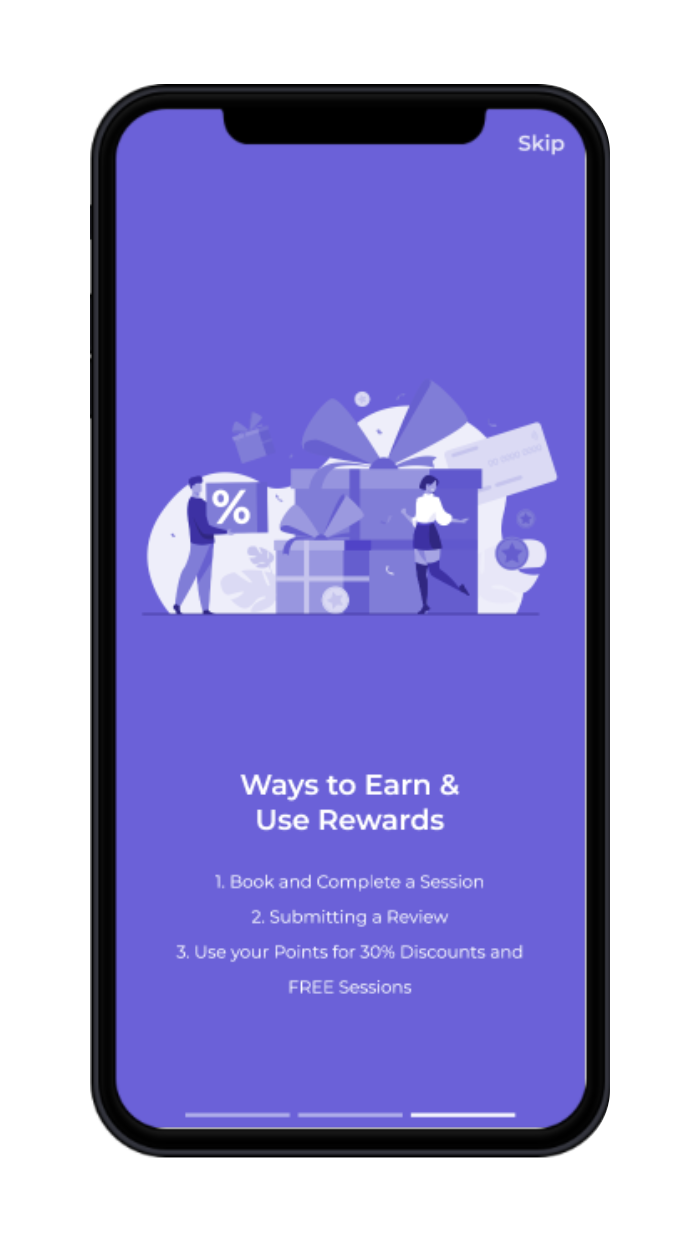 Skip
%
Ways to Earn &
Use Rewards
1. Book and Complete a Session
2. Submitting a Review
3. Use your Points for 30% Discounts and
FREE Sessions